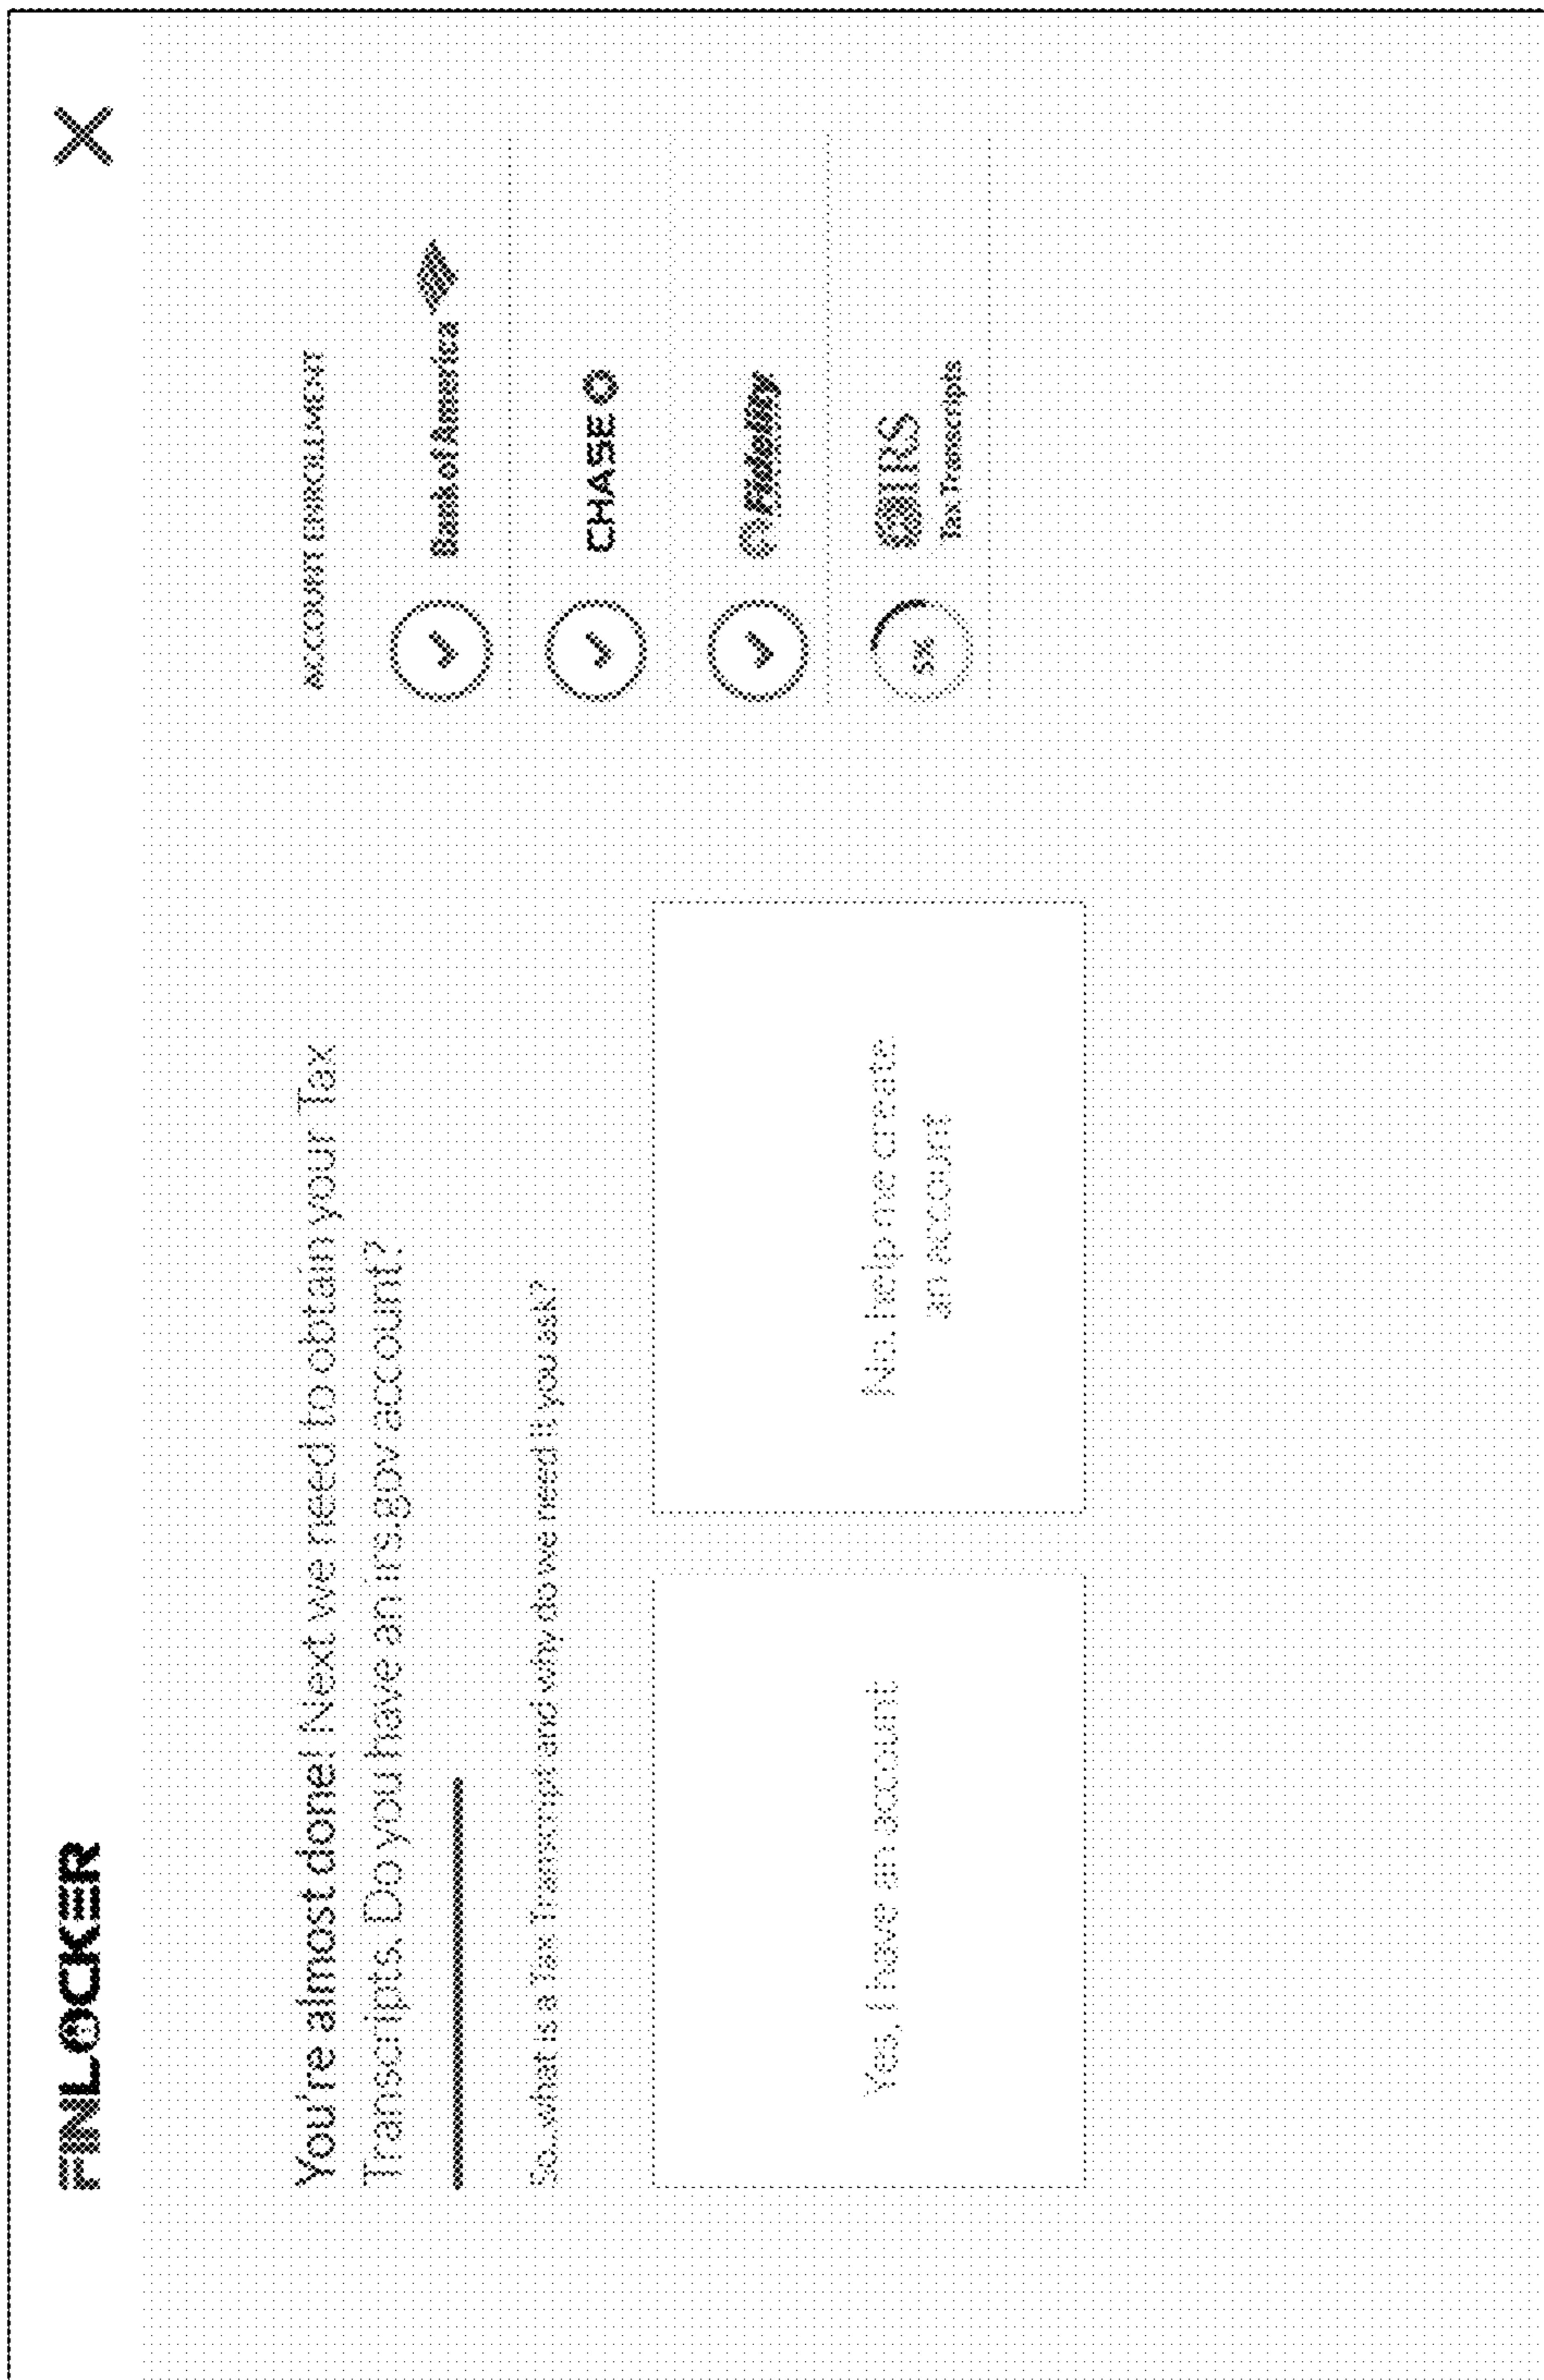 FINLOCKER
You're almost done! Next we need to obtain your Tax
Transcripts. Do you have an irs.gov account?
So...what is a Tax Transcript and why do we need it you ask?
Yes, I have an account
No, help me create
an account
ACCOUNT ENROLLMENT
Bank of America
CHASE
Fidelity
5%
IRS
Tax Transcripts